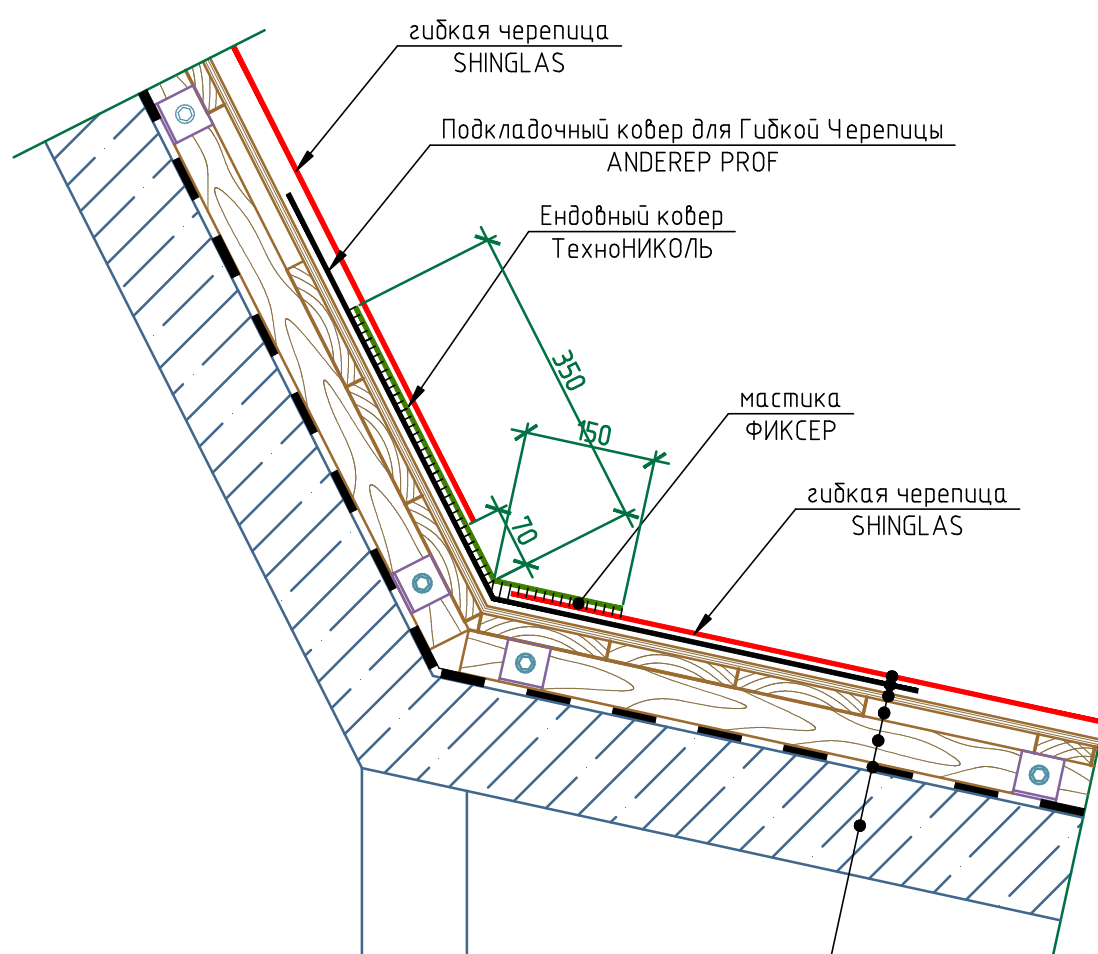 гибкая черепица
SHINGLAS
Подкладочный ковер для Гибкой Черепицы
ANDEREP PROF
Ендовный ковер
ТехноНИКОЛЬ
350
150
мастика
ФИКСЕР
70
гибкая черепица
SHINGLAS